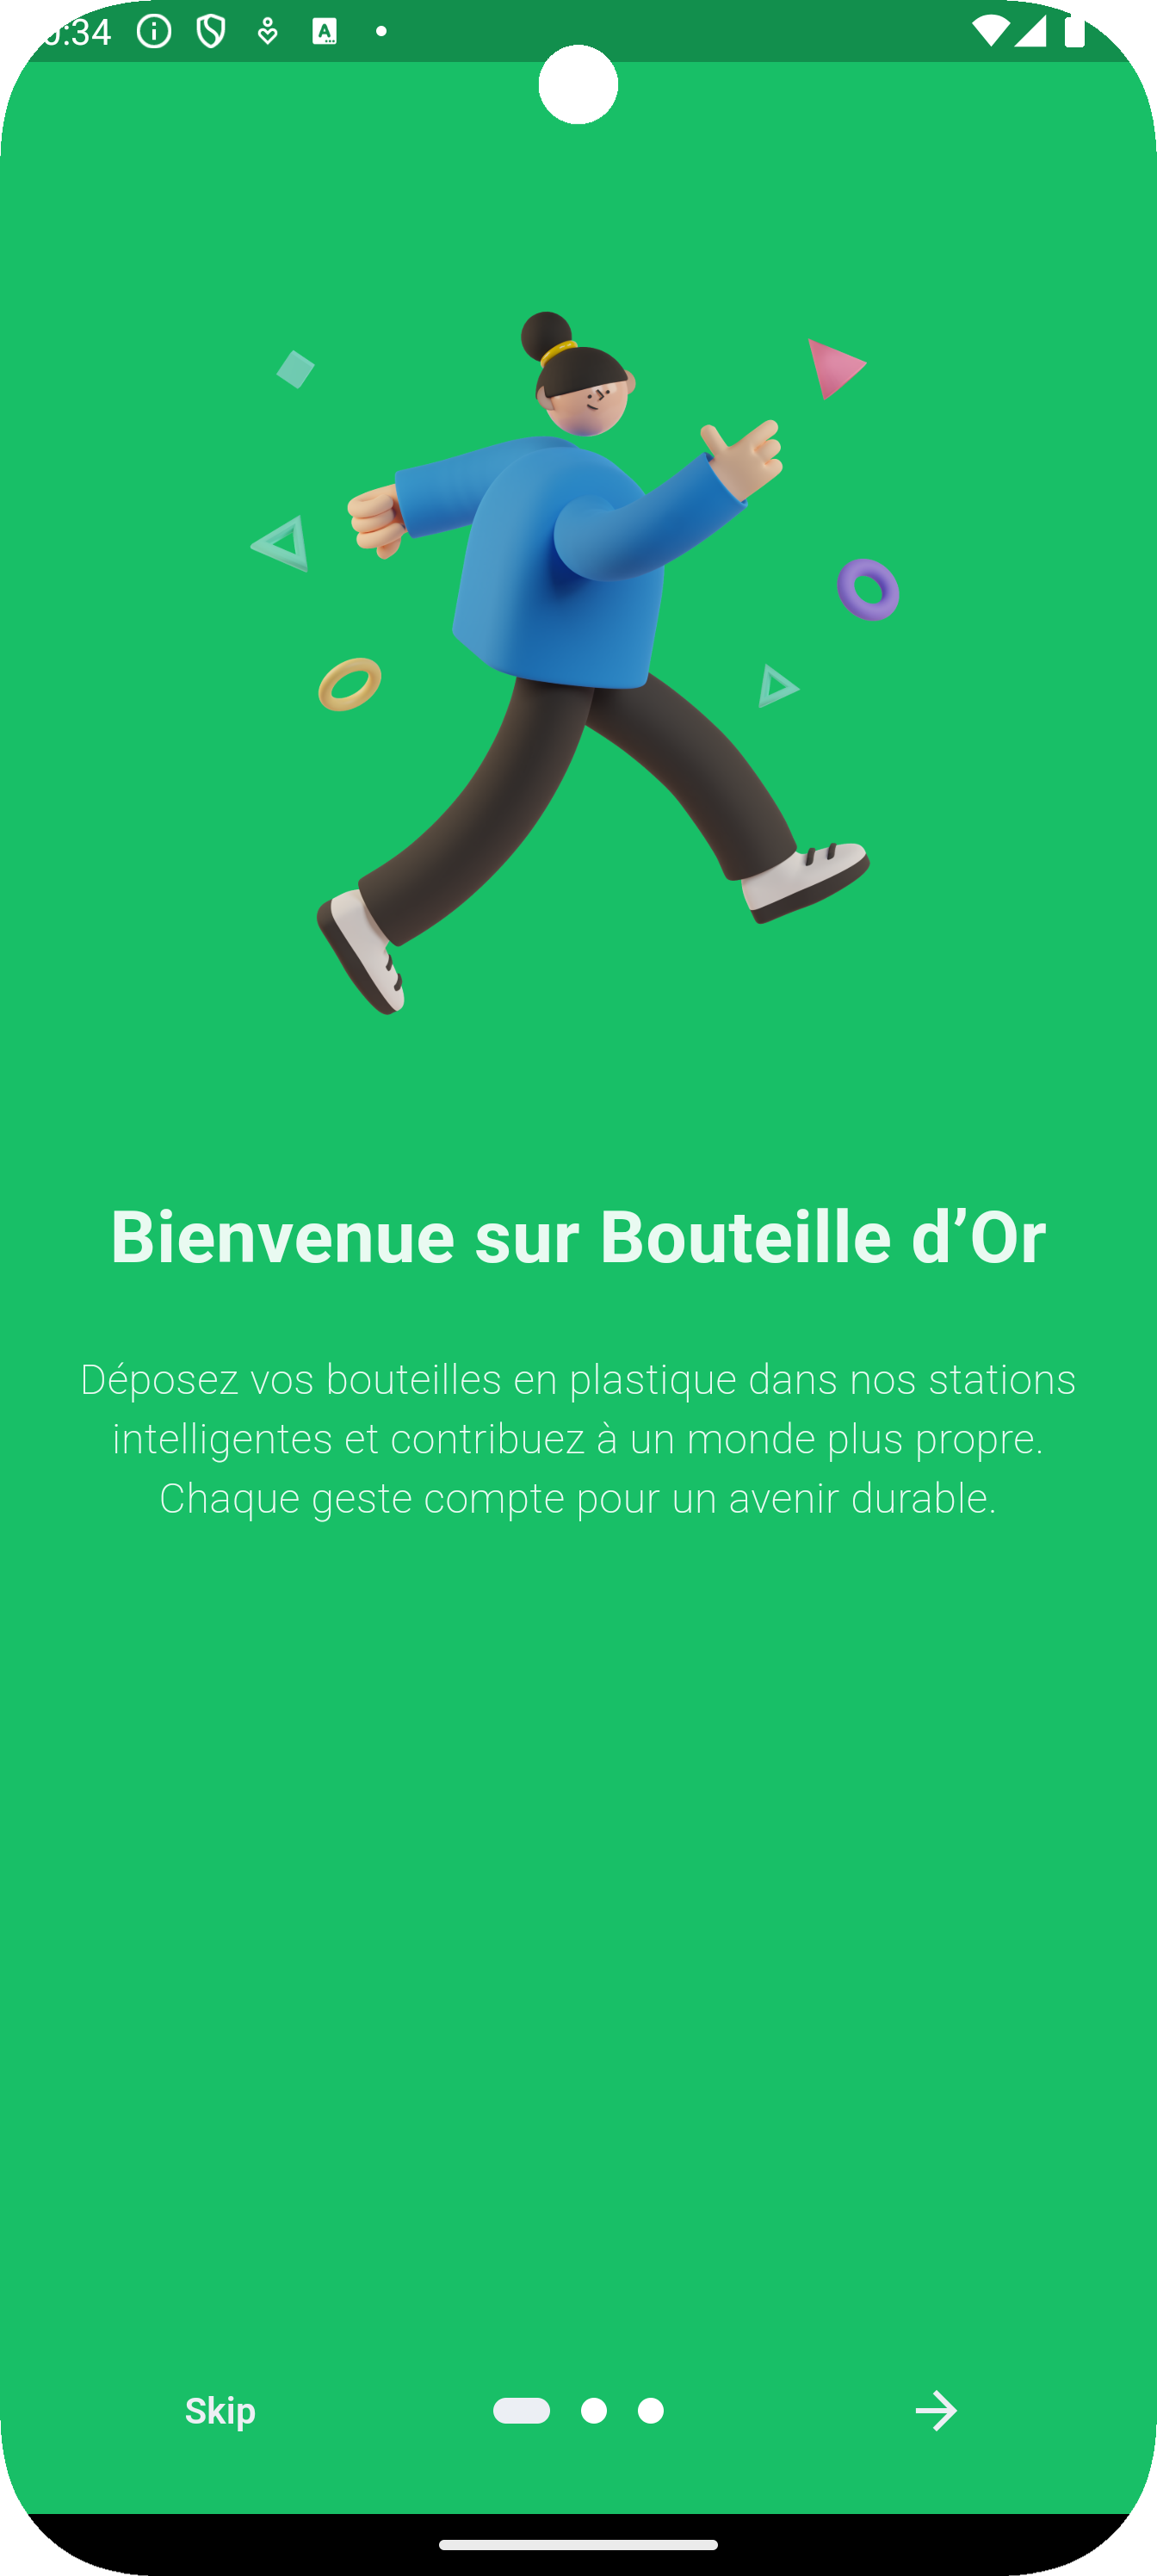 :34
Bienvenue sur Bouteille d’Or
Déposez vos bouteilles en plastique dans nos stations
intelligentes et contribuez à un monde plus propre.
Chaque geste compte pour un avenir durable.
Skip